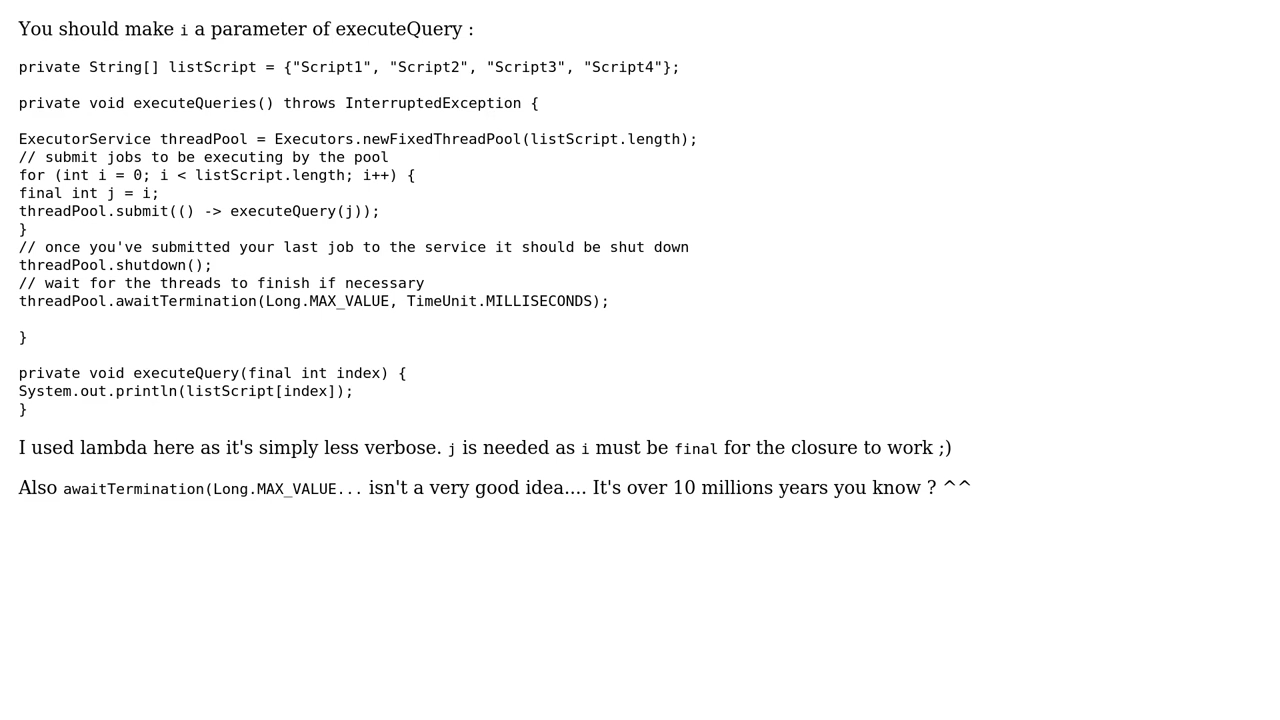 You should make i a parameter of executeQuery :
private String[] listScript = {"Script1", "Script2", "Script3", "Script4"};
private void executeQueries() throws InterruptedException {
ExecutorService threadPool = Executors.newFixedThreadPool(listScript.length);
// submit jobs to be executing by the pool
for (int i = 0; i < listScript.length; i++) {
final int j = i;
threadPool.submit(() -> executeQuery(j));
}
// once you've submitted your last job to the service it should be shut down
threadPool.shutdown();
// wait for the threads to finish if necessary
threadPool.awaitTermination(Long.MAX_VALUE, TimeUnit.MILLISECONDS);
}
private void executeQuery(final int index) {
System.out.println(listScript[index]);
}
I used lambda here as it's simply less verbose. j is needed as i must be final for the closure to work ;)
Also awaitTermination(Long.MAX_VALUE... isn't a very good idea.... It's over 10 millions years you know ? ^^